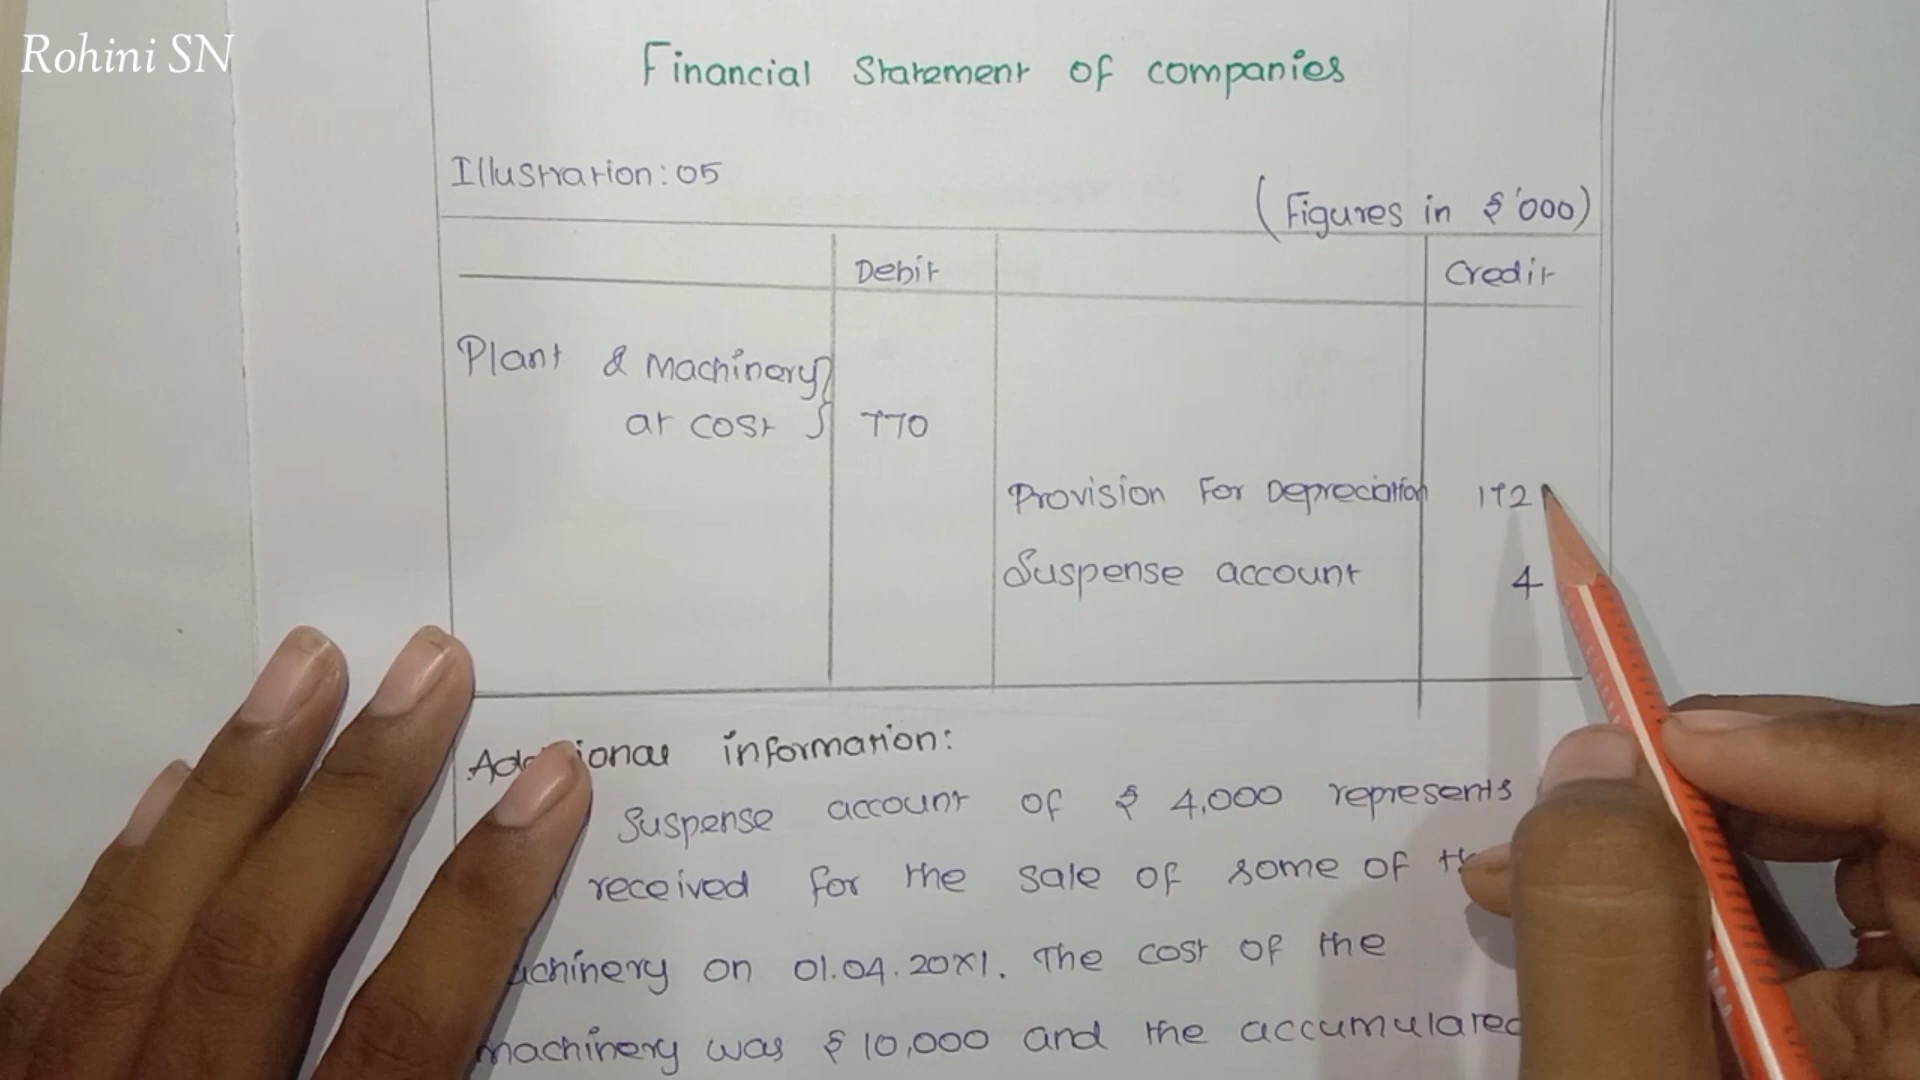 Rohini SN
Financial Statement of companies
Illustration: 05
(Figures in ₹'000)
Debit Credit
Plant & Machinery
at cost 770
Provision For Depreciation 172
Suspense account 4
information:
Suspense account of ₹ 4,000 represents
received for the sale of some of
on 01.04.20X1. The cost of the
machinery was ₹ 10,000 and the accumulated